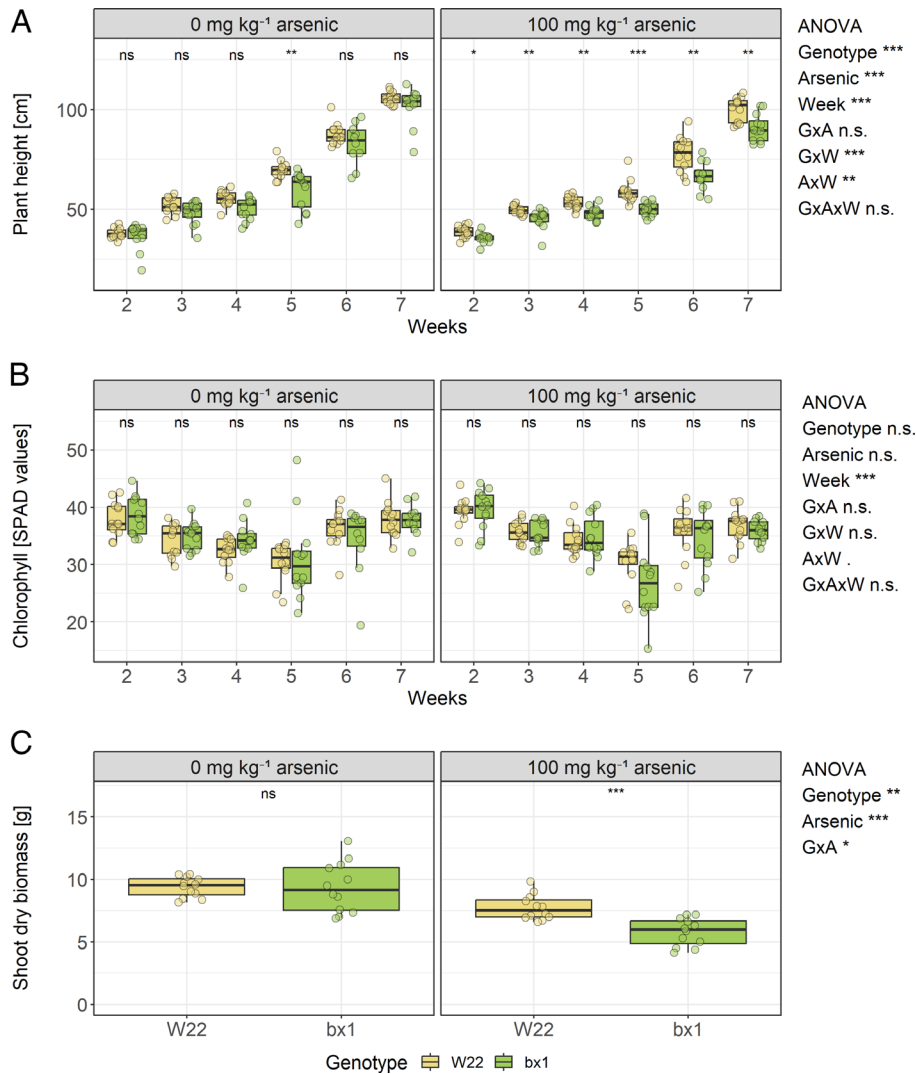 A
0 mg kg⁻¹ arsenic
100 mg kg⁻¹ arsenic
ns ns ns ** ns ns
* ** ** *** ** **
Plant height [cm]
100
50
2 3 4 5 6 7
2 3 4 5 6 7
Weeks
ANOVA
Genotype ***
Arsenic ***
Week ***
GxA n.s.
GxW ***
AxW **
GxAxW n.s.
B
0 mg kg⁻¹ arsenic
100 mg kg⁻¹ arsenic
ns ns ns ns ns ns
ns ns ns ns ns ns
Chlorophyll [SPAD values]
50
40
30
20
2 3 4 5 6 7
2 3 4 5 6 7
Weeks
ANOVA
Genotype n.s.
Arsenic n.s.
Week ***
GxA n.s.
GxW n.s.
AxW .
GxAxW n.s.
C
0 mg kg⁻¹ arsenic
100 mg kg⁻¹ arsenic
ns
***
Shoot dry biomass [g]
15
10
5
0
W22 bx1
W22 bx1
ANOVA
Genotype **
Arsenic ***
GxA *
Genotype W22 bx1